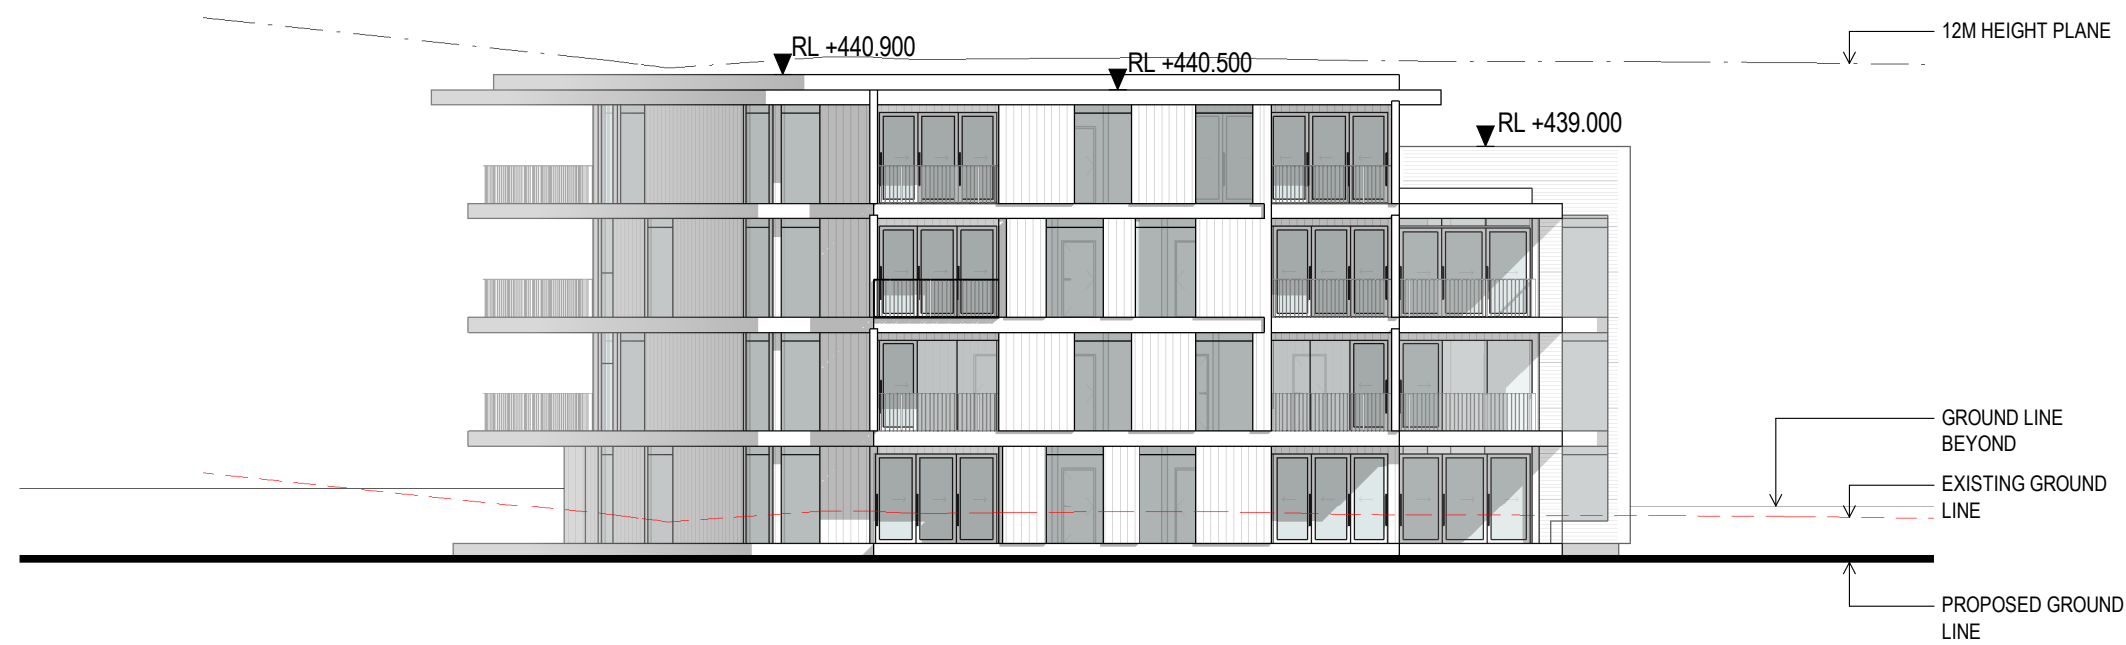 12M HEIGHT PLANE
RL +440.900
RL +440.500
RL +439.000
GROUND LINE
BEYOND
EXISTING GROUND
LINE
PROPOSED GROUND
LINE